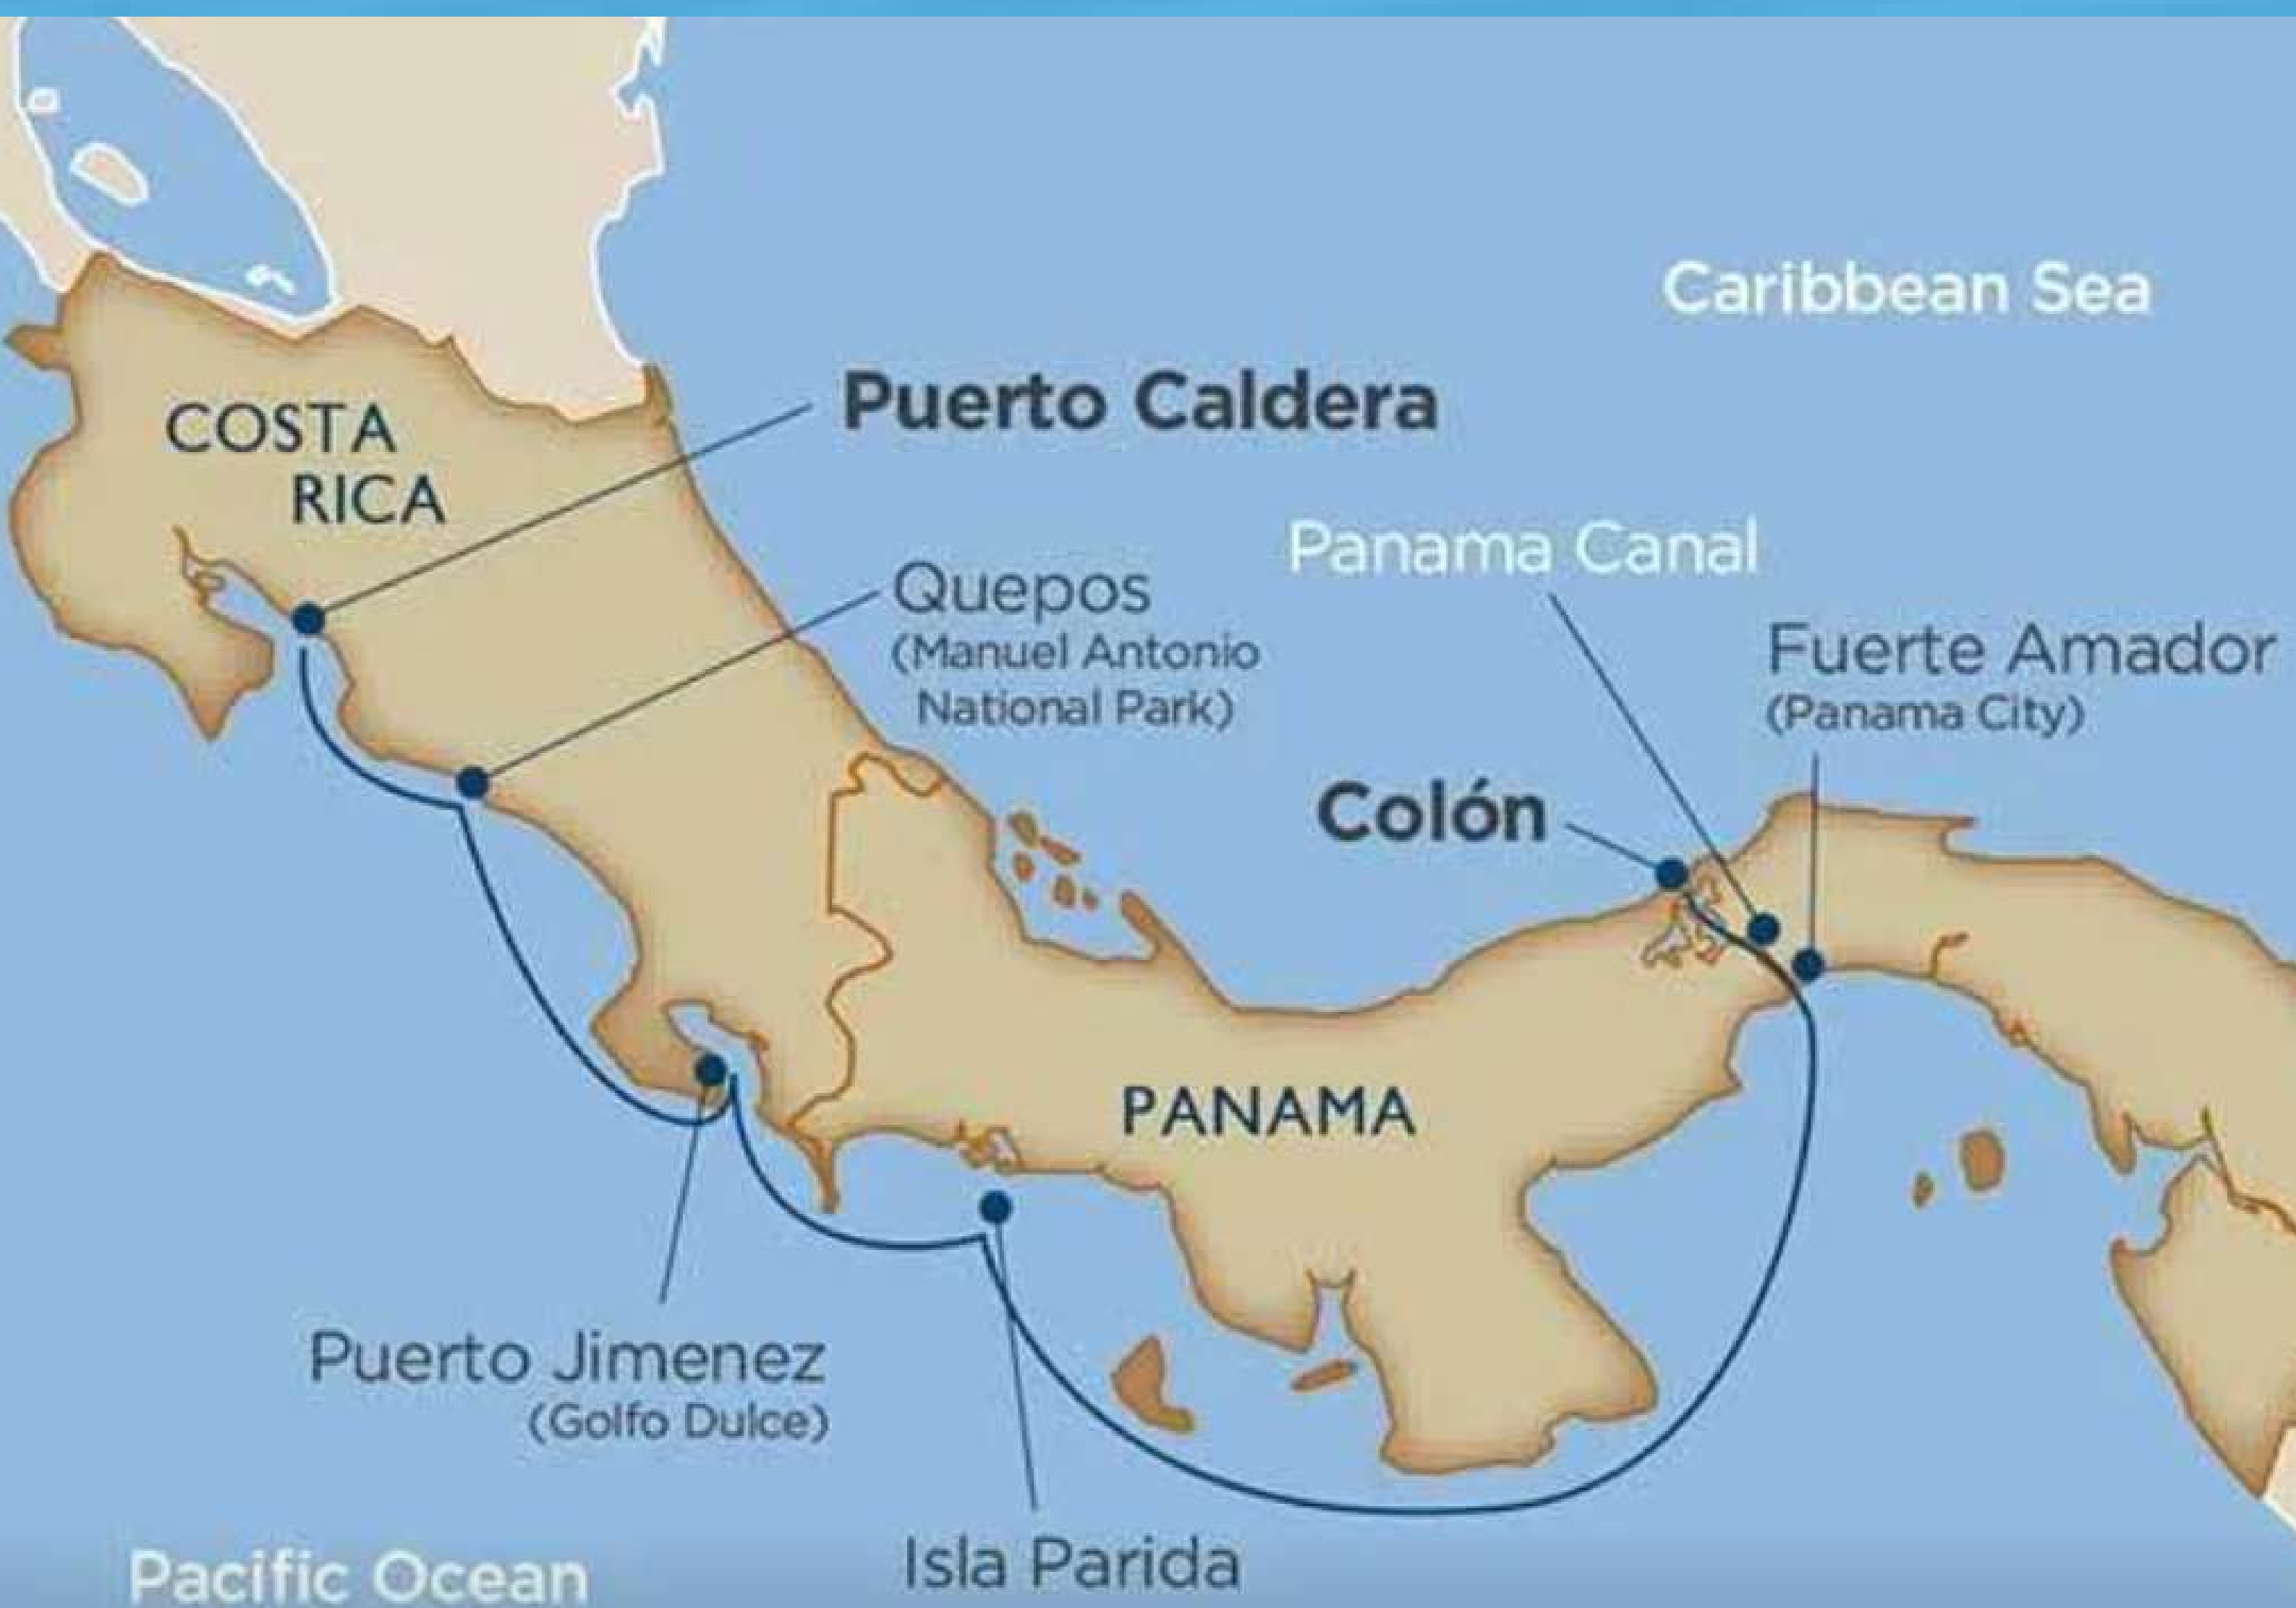 Caribbean Sea
Puerto Caldera
COSTA
RICA
Panama Canal
Quepos
(Manuel Antonio
National Park)
Fuerte Amador
(Panama City)
Colón
PANAMA
Puerto Jimenez
(Golfo Dulce)
Isla Parida
Pacific Ocean